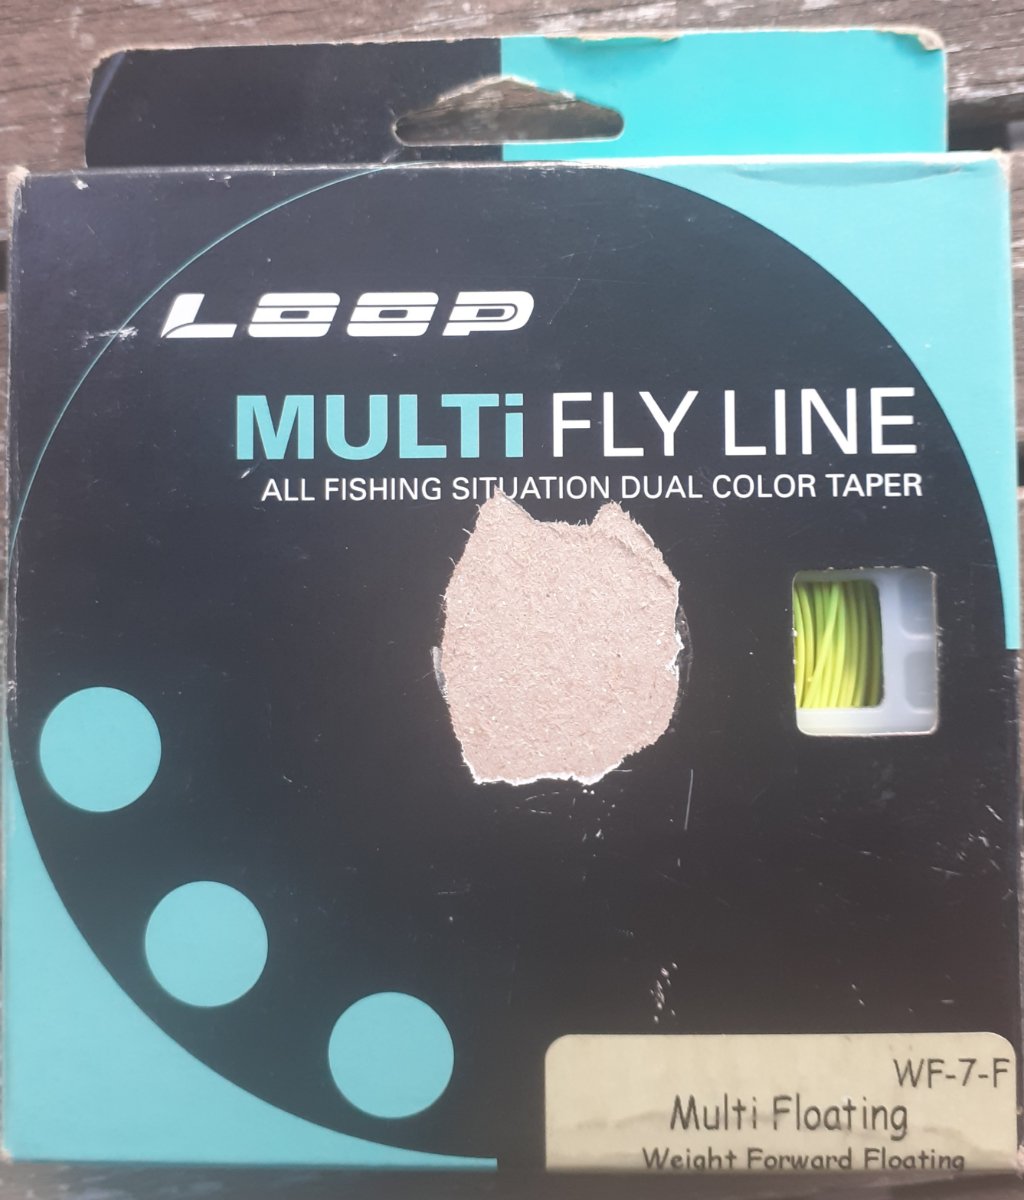 LOOP
MULTi FLY LINE
ALL FISHING SITUATION DUAL COLOR TAPER
WF-7-F
Multi Floating
Weight Forward Floating